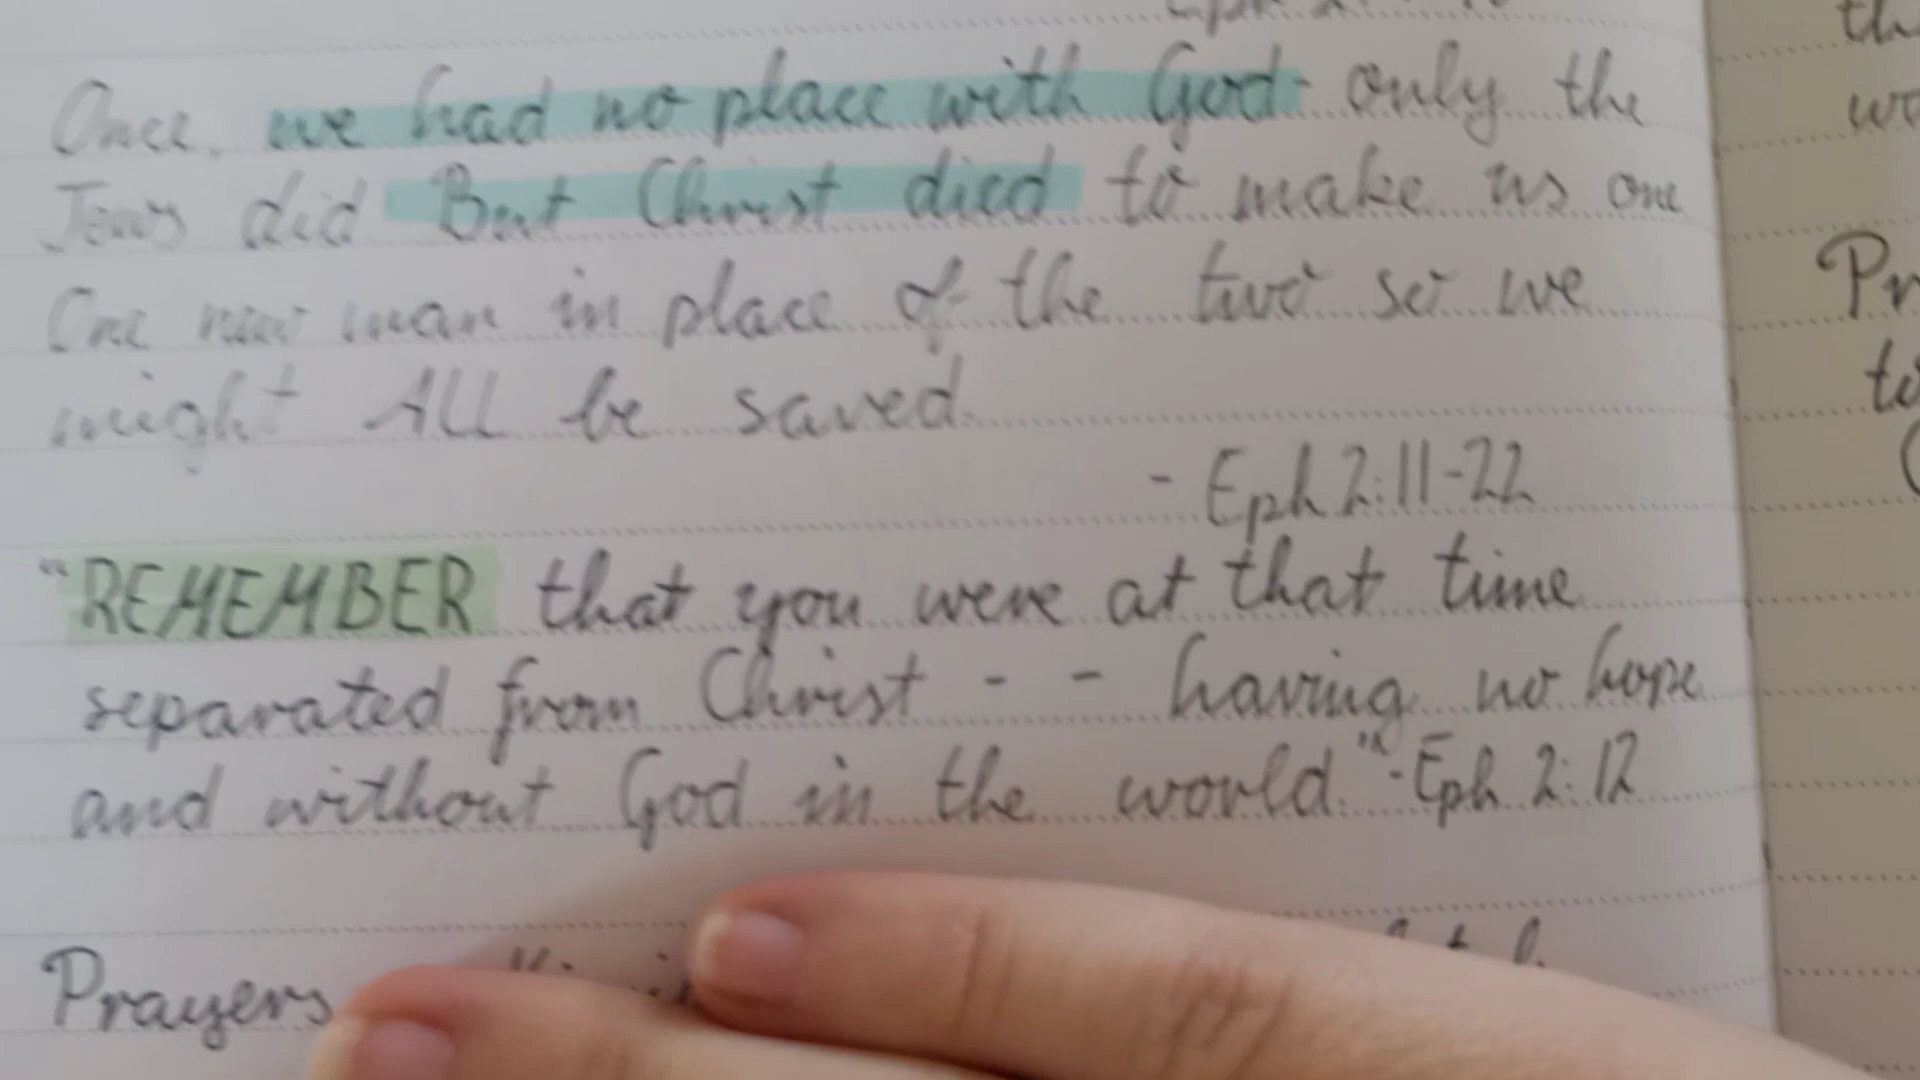 Once, we had no place with God only the
Jews did But Christ died to make us one
One new man in place of the two so we
might All be saved.
- Eph 2:11-22
"REMEMBER that you were at that time
separated from Christ - - having no hope
and without God in the world." - Eph 2:12
Prayers